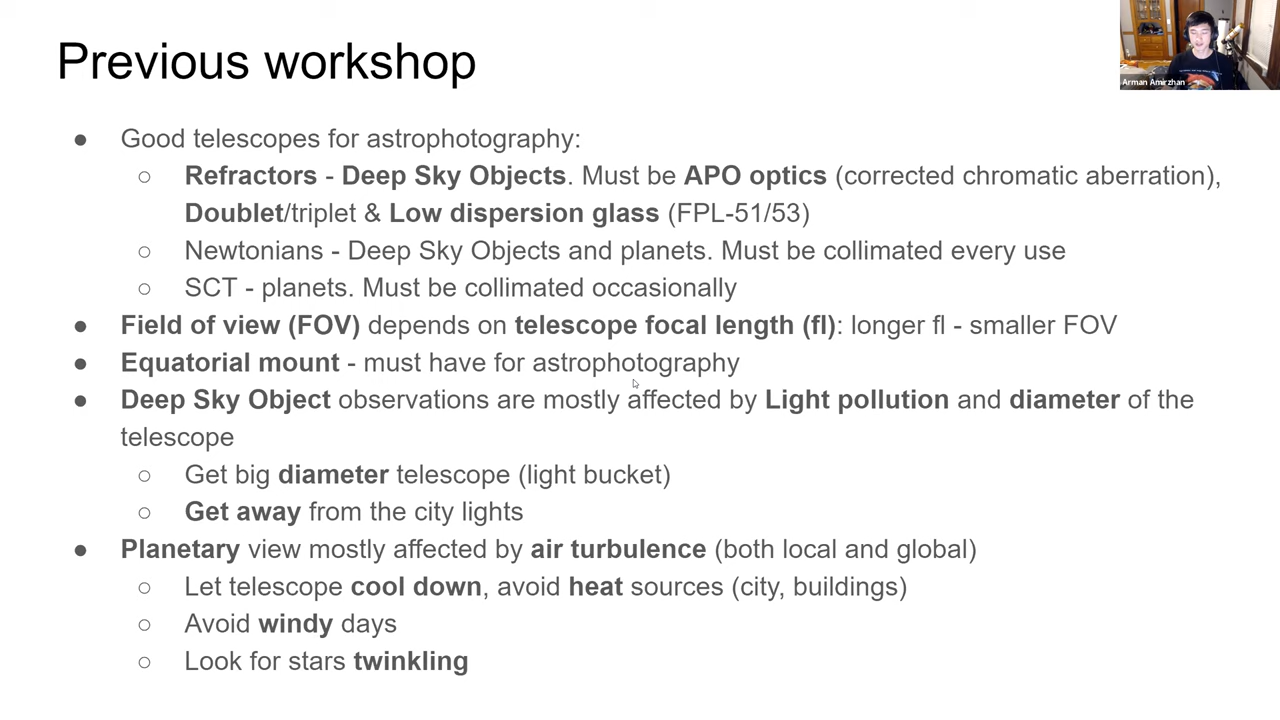 Previous workshop
Arman Amirzhan
● Good telescopes for astrophotography:
○ Refractors - Deep Sky Objects. Must be APO optics (corrected chromatic aberration),
Doublet/triplet & Low dispersion glass (FPL-51/53)
○ Newtonians - Deep Sky Objects and planets. Must be collimated every use
○ SCT - planets. Must be collimated occasionally
● Field of view (FOV) depends on telescope focal length (fl): longer fl - smaller FOV
● Equatorial mount - must have for astrophotography
● Deep Sky Object observations are mostly affected by Light pollution and diameter of the
telescope
○ Get big diameter telescope (light bucket)
○ Get away from the city lights
● Planetary view mostly affected by air turbulence (both local and global)
○ Let telescope cool down, avoid heat sources (city, buildings)
○ Avoid windy days
○ Look for stars twinkling